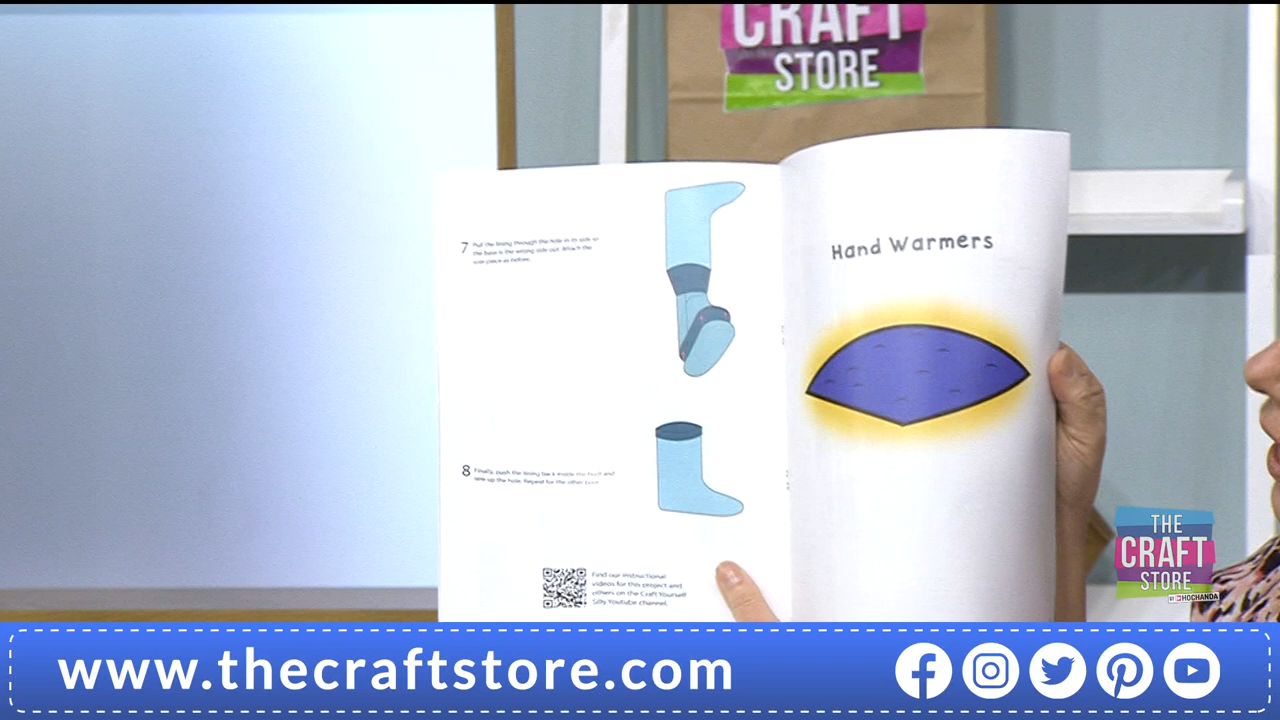 CRAFT
STORE
7 Put the lining through the hole in its side so
the base is the wrong side out. Attach the
sole piece as before.
8 Finally, push the lining back inside the boot and
sew up the hole. Repeat for the other boot.
Find our instructional
videos for this project and
others on the Craft Yourself
Silly Youtube channel.
Hand Warmers
THE
CRAFT
STORE
BY HOCHANDA
www.thecraftstore.com